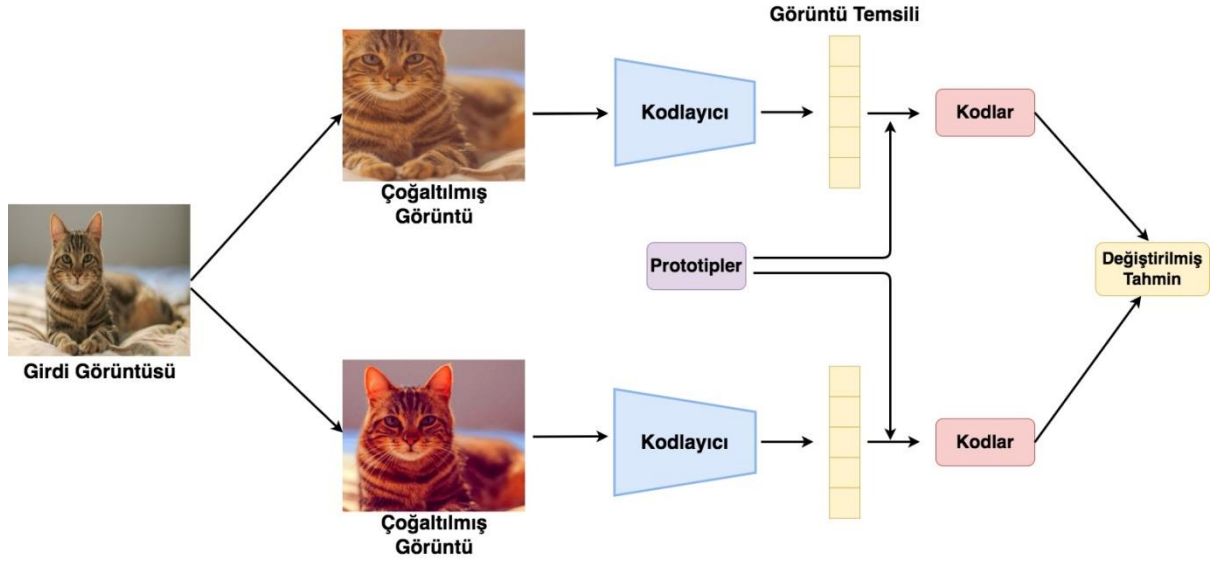 Görüntü Temsili
Kodlayıcı
Kodlar
Çoğaltılmış
Görüntü
Girdi Görüntüsü
Prototipler
Değiştirilmiş
Tahmin
Kodlayıcı
Kodlar
Çoğaltılmış
Görüntü